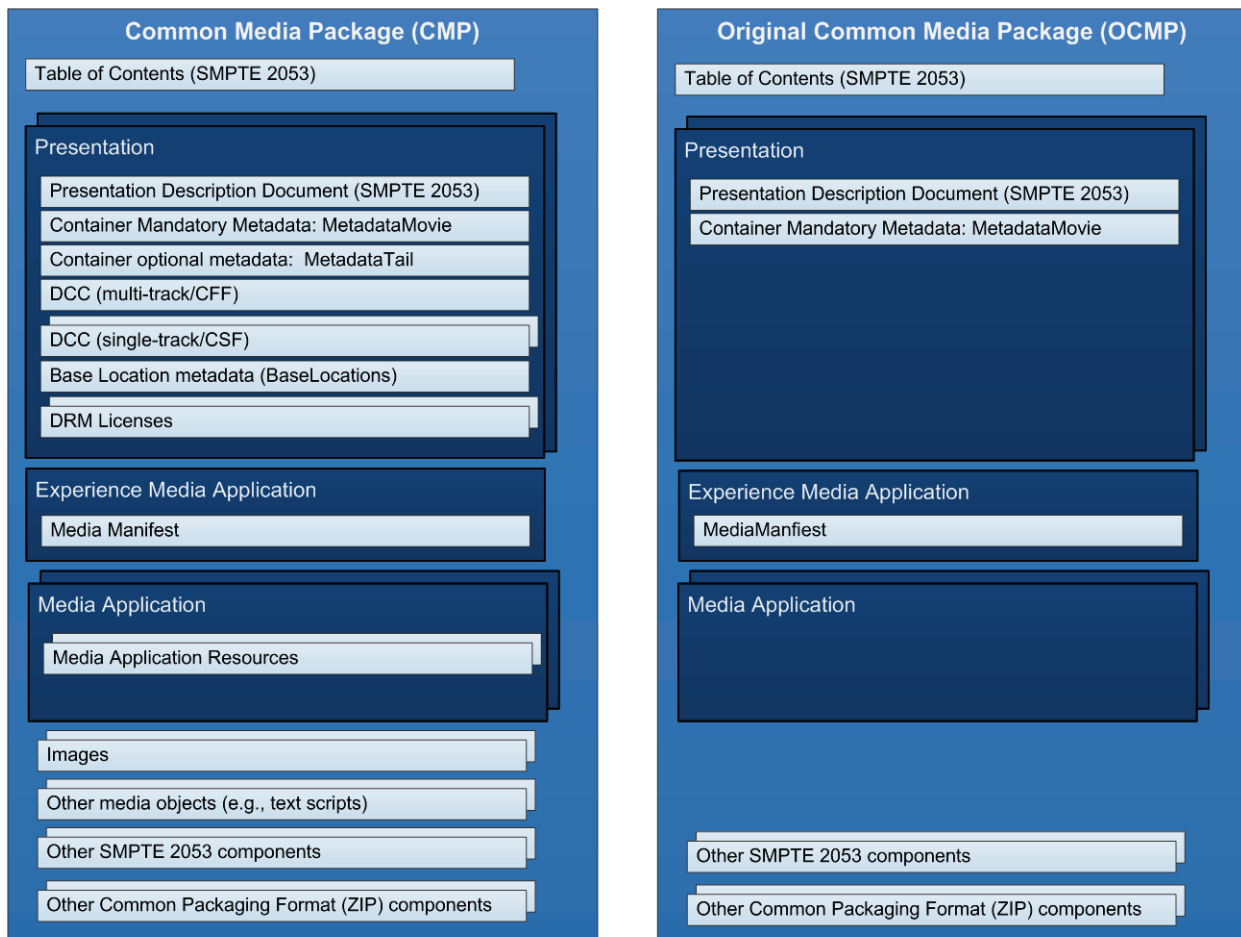 Common Media Package (CMP)
Table of Contents (SMPTE 2053)
Presentation
Presentation Description Document (SMPTE 2053)
Container Mandatory Metadata: MetadataMovie
Container optional metadata:  MetadataTail
DCC (multi-track/CFF)
DCC (single-track/CSF)
Base Location metadata (BaseLocations)
DRM Licenses
Experience Media Application
Media Manifest
Media Application
Media Application Resources
Images
Other media objects (e.g., text scripts)
Other SMPTE 2053 components
Other Common Packaging Format (ZIP) components
Original Common Media Package (OCMP)
Table of Contents (SMPTE 2053)
Presentation
Presentation Description Document (SMPTE 2053)
Container Mandatory Metadata: MetadataMovie
Experience Media Application
MediaManfiest
Media Application
Other SMPTE 2053 components
Other Common Packaging Format (ZIP) components